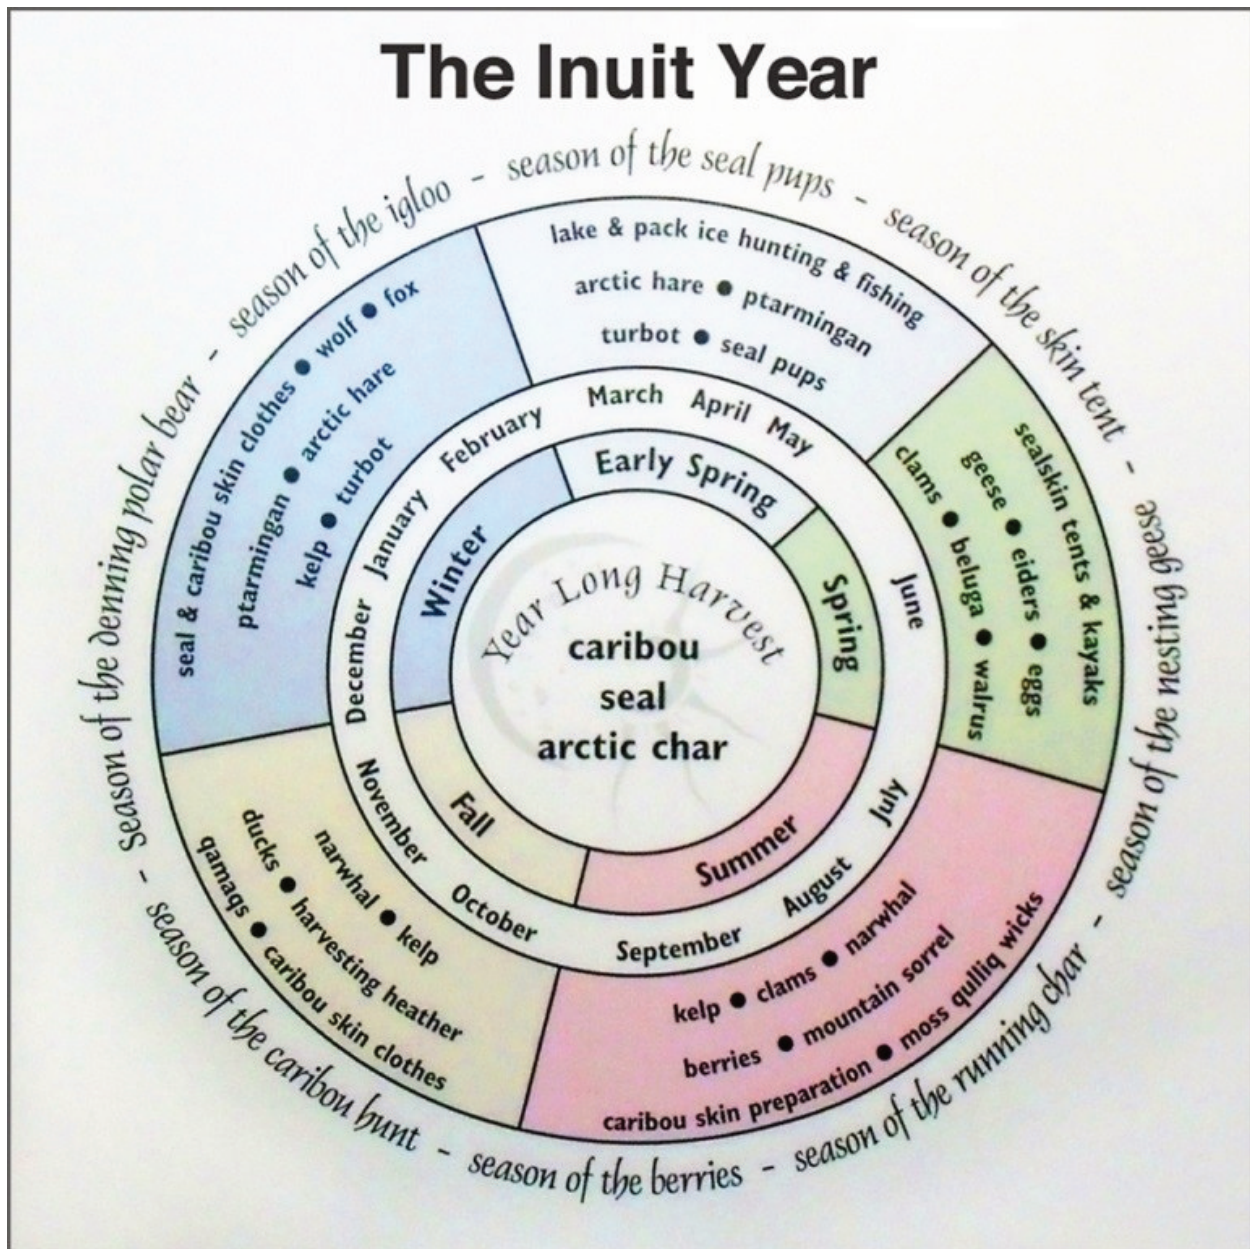 The Inuit Year
season of the seal pups - season of the skin tent - season of the nesting geese - season of the running char - season of the berries - season of the caribou hunt - Season of the denning polar bear - season of the igloo -
lake & pack ice hunting & fishing
arctic hare ● ptarmingan
turbot ● seal pups
sealskin tents & kayaks
geese ● eiders ● eggs
clams ● beluga ● walrus
kelp ● clams ● narwhal
berries ● mountain sorrel
caribou skin preparation ● moss qulliq wicks
narwhal ● kelp
ducks ● harvesting heather
qamaqs ● caribou skin clothes
seal & caribou skin clothes ● wolf ● fox
ptarmingan ● arctic hare
kelp ● turbot
January
February
March
April
May
June
July
August
September
October
November
December
Early Spring
Spring
Summer
Fall
Winter
Year Long Harvest
caribou
seal
arctic char